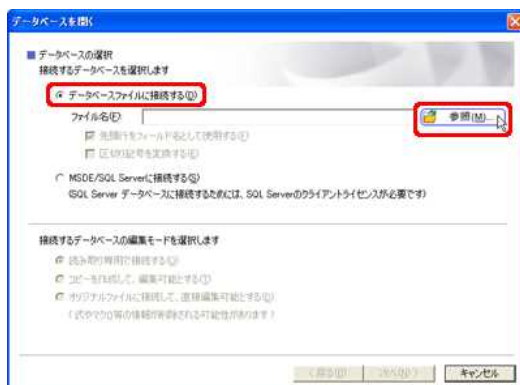 データベースを開く
データベースの選択
接続するデータベースを選択します
データベースファイルに接続する(D)
ファイル名(F):
参照(M)...
先頭行をフィールド名として使用する(E)
区切り記号を変換する(E)
MSDE/SQL Serverに接続する(S)
(SQL Server データベースに接続するためには、SQL Serverのクライアントライセンスが必要です)
接続するデータベースの編集モードを選択します
読み取り専用で接続する(O)
コピーを作成して、編集可能とする(T)
オリジナルファイルに接続して、直接編集可能とする(O)
(式やマクロ等の情報が削除される可能性があります)
< 戻る(B)
次へ(N) >
キャンセル